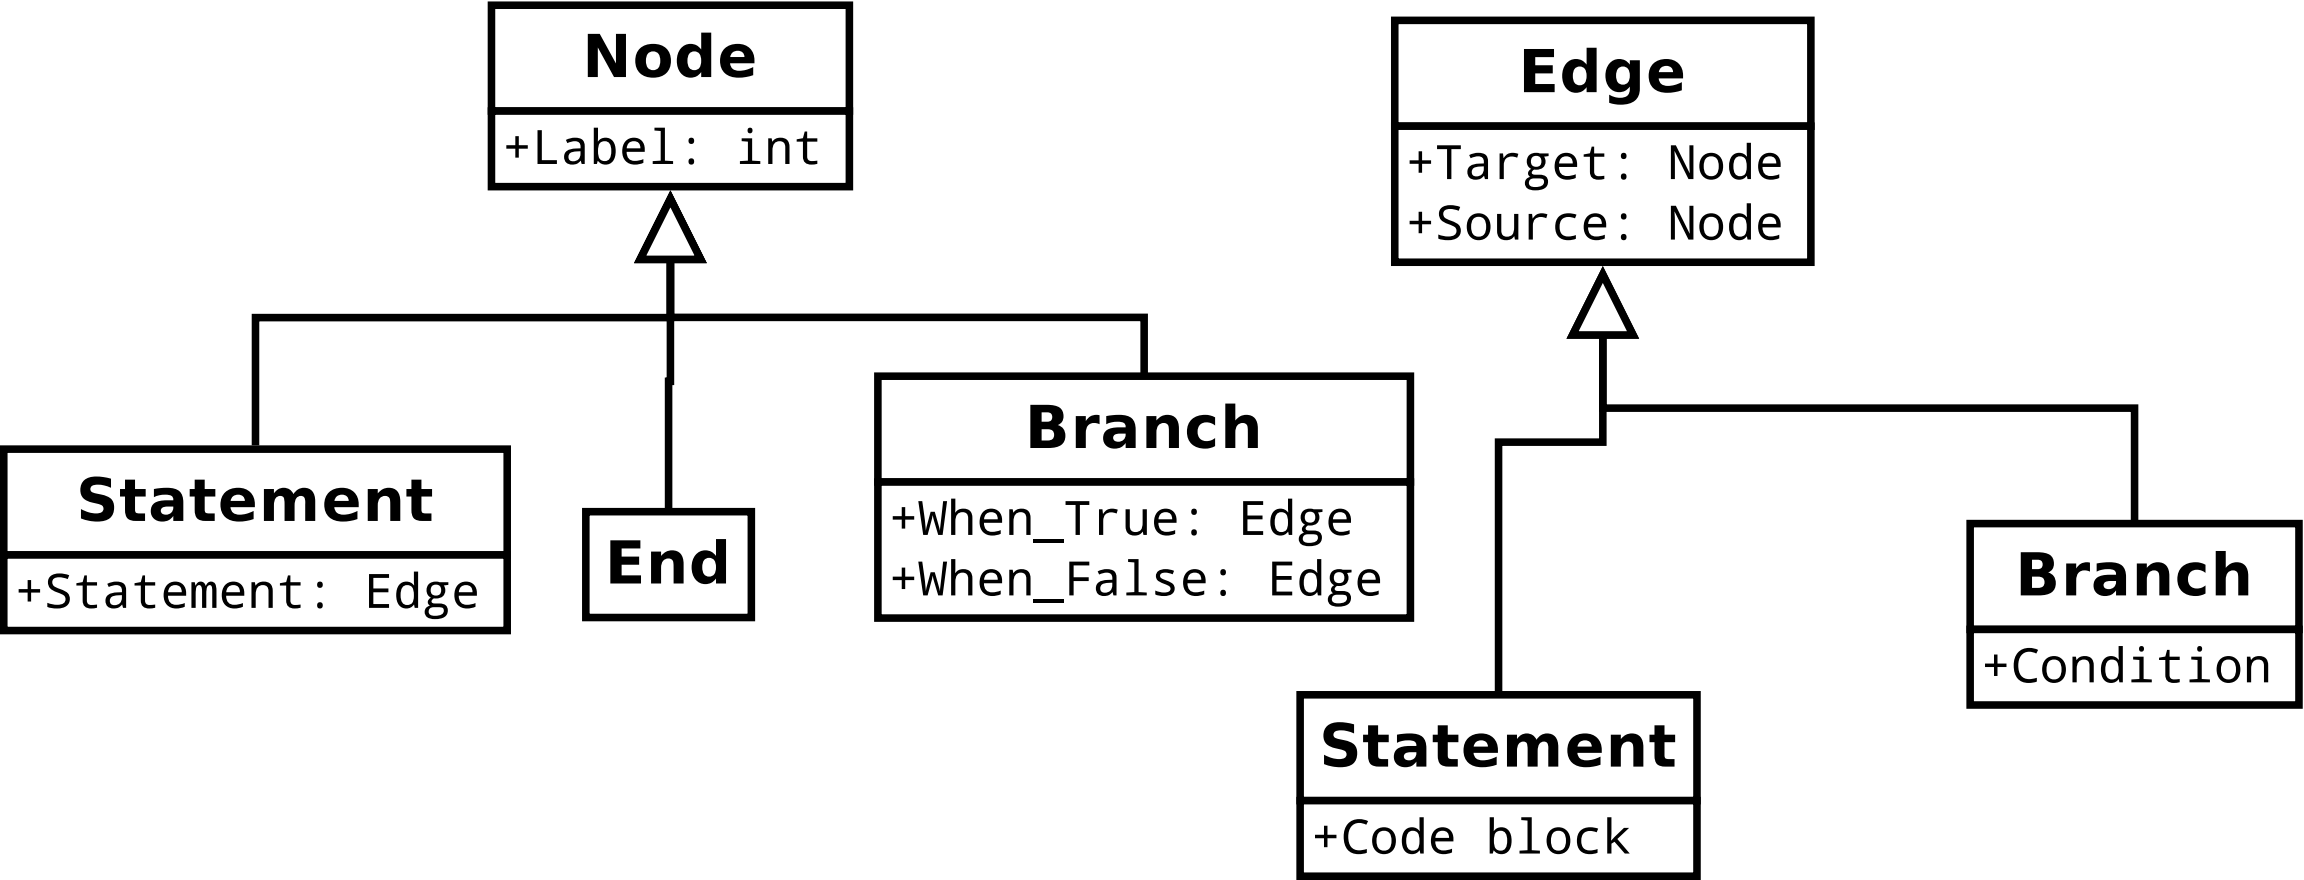 Node
+Label: int
Edge
+Target: Node
+Source: Node
Statement
+Statement: Edge
End
Branch
+When_True: Edge
+When_False: Edge
Statement
+Code block
Branch
+Condition